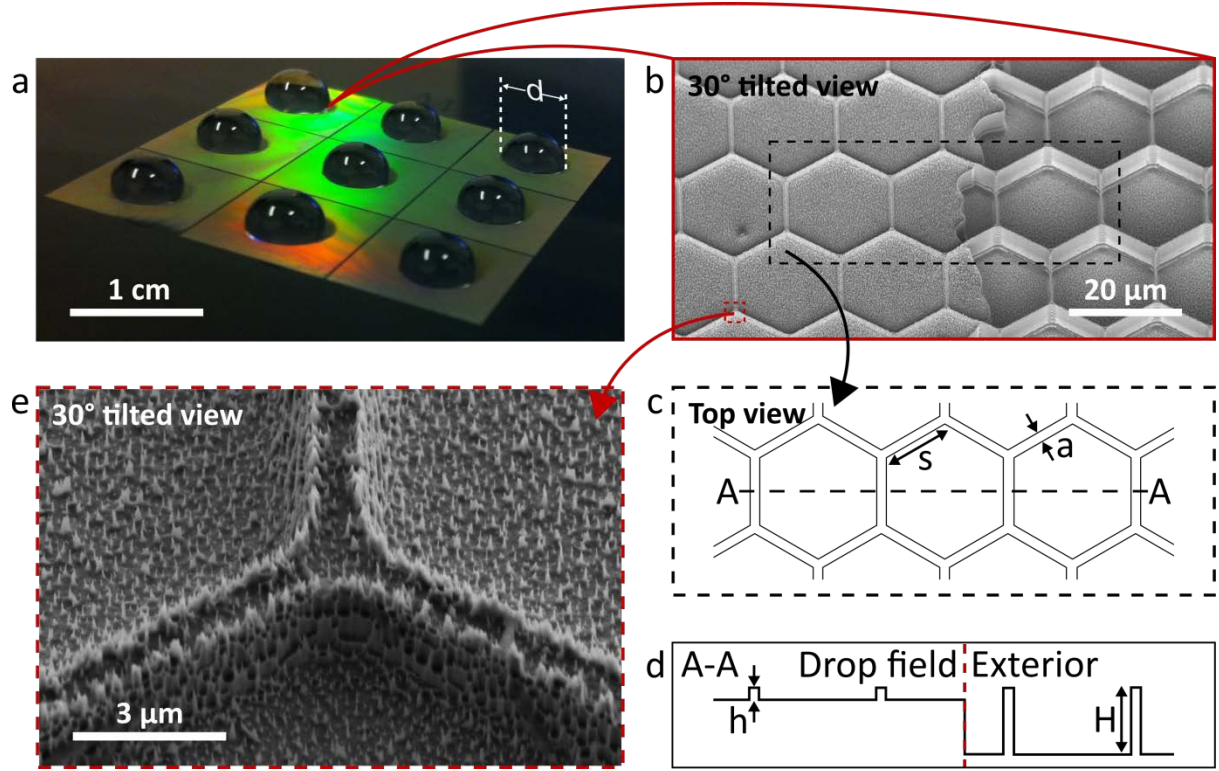 a
d
1 cm
b
30° tilted view
20 µm
e
30° tilted view
3 µm
c
Top view
s
a
A
A
d
A-A
Drop field
Exterior
h
H